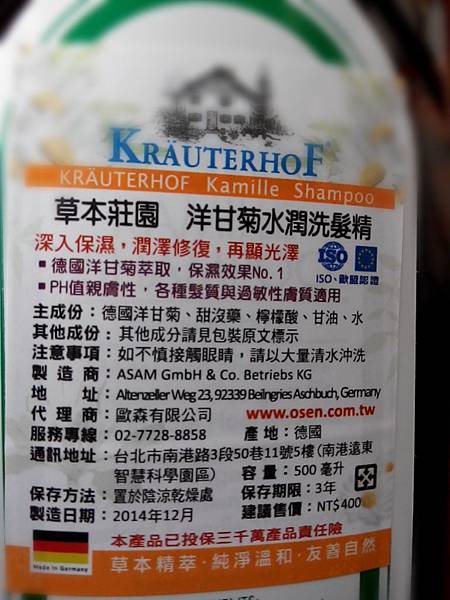 KRÄUTERHOF®
KRÄUTERHOF Kamille Shampoo
草本莊園 洋甘菊水潤洗髮精
深入保濕，潤澤修復，再顯光澤
ISO
▪德國洋甘菊萃取，保濕效果No.1
ISO、歐盟認證
▪PH值親膚性，各種髮質與過敏性膚質適用
主成份：德國洋甘菊、甜沒藥、檸檬酸、甘油、水
其他成份：其他成分請見包裝原文標示
注意事項：如不慎接觸眼睛，請以大量清水沖洗
製造商：ASAM GmbH & Co. Betriebs KG
地址：Altenzeller Weg 23, 92339 Beilngries Aschbuch, Germany
代理商：歐森有限公司 www.osen.com.tw
服務專線：02-7728-8858 產地：德國
通訊地址：台北市南港路3段50巷11號5樓(南港遠東
智慧科學園區) 容量：500毫升
保存方法：置於陰涼乾燥處 保存期限：3年
製造日期：2014年12月 建議售價：NT$400
本產品已投保三千萬產品責任險
Made in Germany
草本精萃·純淨溫和·友善自然